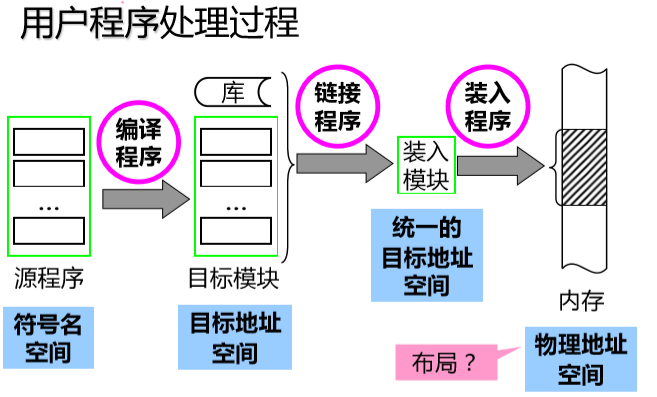 用户程序处理过程
库
编译
程序
链接
程序
装入
程序
...
...
装入
模块
源程序
目标模块
内存
符号名
空间
目标地址
空间
统一的
目标地址
空间
布局？
物理地址
空间